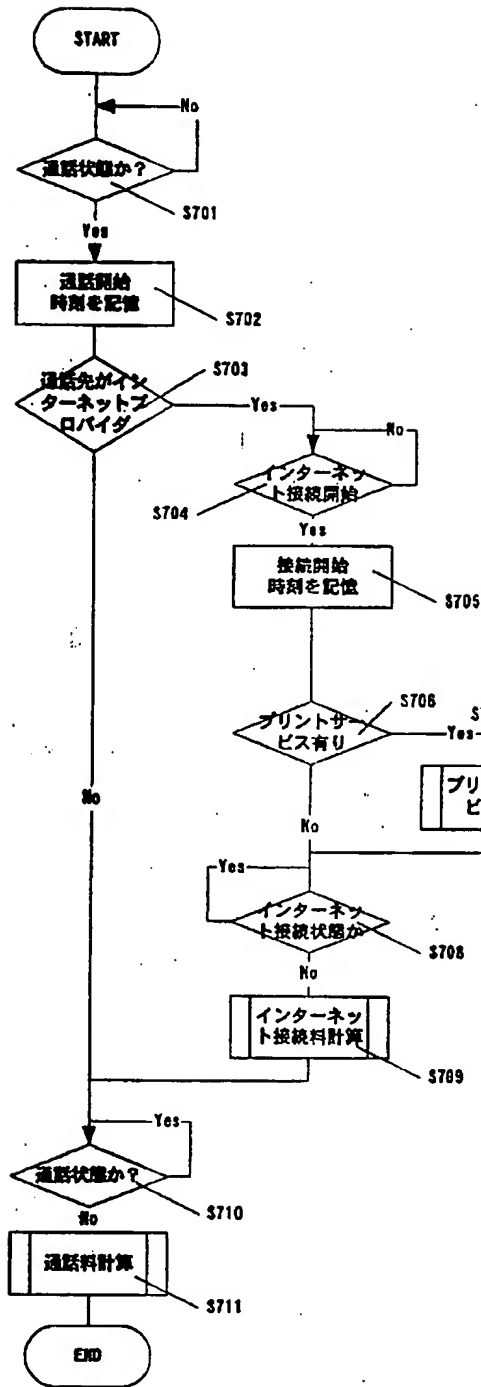 START
No
通話状態か？
S701
Yes
通話開始
時刻を記憶
S702
通話先がイン
ターネットプ
ロバイダ
S703
Yes
No
インターネッ
ト接続開始
S704
Yes
接続開始
時刻を記憶
S705
プリントサー
ビス有り
S706
Yes
プリ
ビ
No
No
Yes
インターネッ
ト接続状態か
S708
No
インターネッ
ト接続料計算
S709
Yes
通話状態か？
S710
No
通話料計算
S711
END